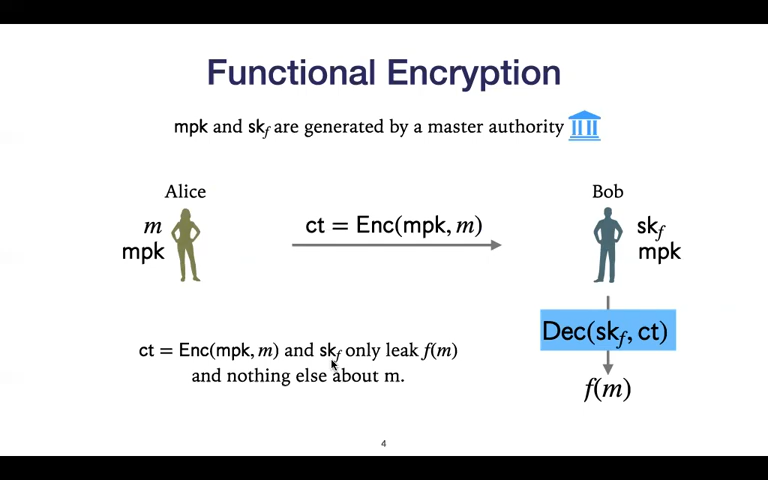 Functional Encryption
mpk and sk_f are generated by a master authority
Alice
Bob
m
mpk
ct = Enc(mpk, m)
sk_f
mpk
Dec(sk_f, ct)
ct = Enc(mpk, m) and sk_f only leak f(m)
and nothing else about m.
f(m)
4